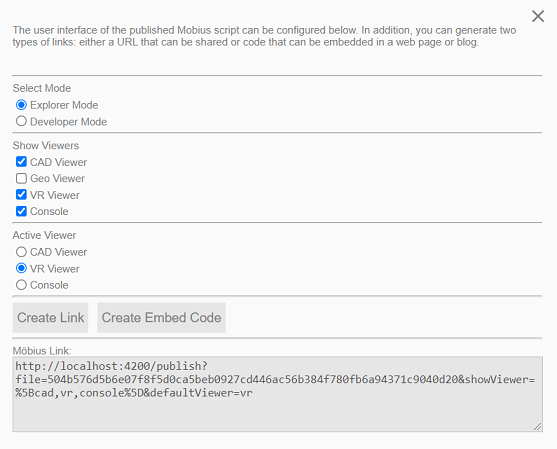 The user interface of the published Mobius script can be configured below. In addition, you can generate two
types of links: either a URL that can be shared or code that can be embedded in a web page or blog.
Select Mode
Explorer Mode
Developer Mode
Show Viewers
CAD Viewer
Geo Viewer
VR Viewer
Console
Active Viewer
CAD Viewer
VR Viewer
Console
Create Link Create Embed Code
Möbius Link:
http://localhost:4200/publish?
file=504b576d5b6e07f8f5d0ca5beb0927cd446ac56b384f780fb6a94371c9040d20&showViewer=
%5Bcad,vr,console%5D&defaultViewer=vr